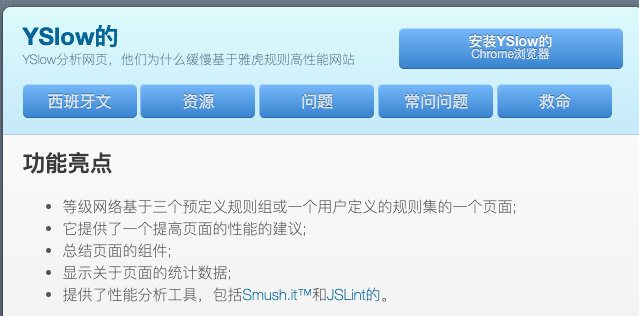 YSlow的
YSlow分析网页，他们为什么缓慢基于雅虎规则高性能网站
安装YSlow的
Chrome浏览器
西班牙文 资源 问题 常问问题 救命
功能亮点
等级网络基于三个预定义规则组或一个用户定义的规则集的一个页面;
它提供了一个提高页面的性能的建议;
总结页面的组件;
显示关于页面的统计数据;
提供了性能分析工具，包括Smush.it™和JSLint的。